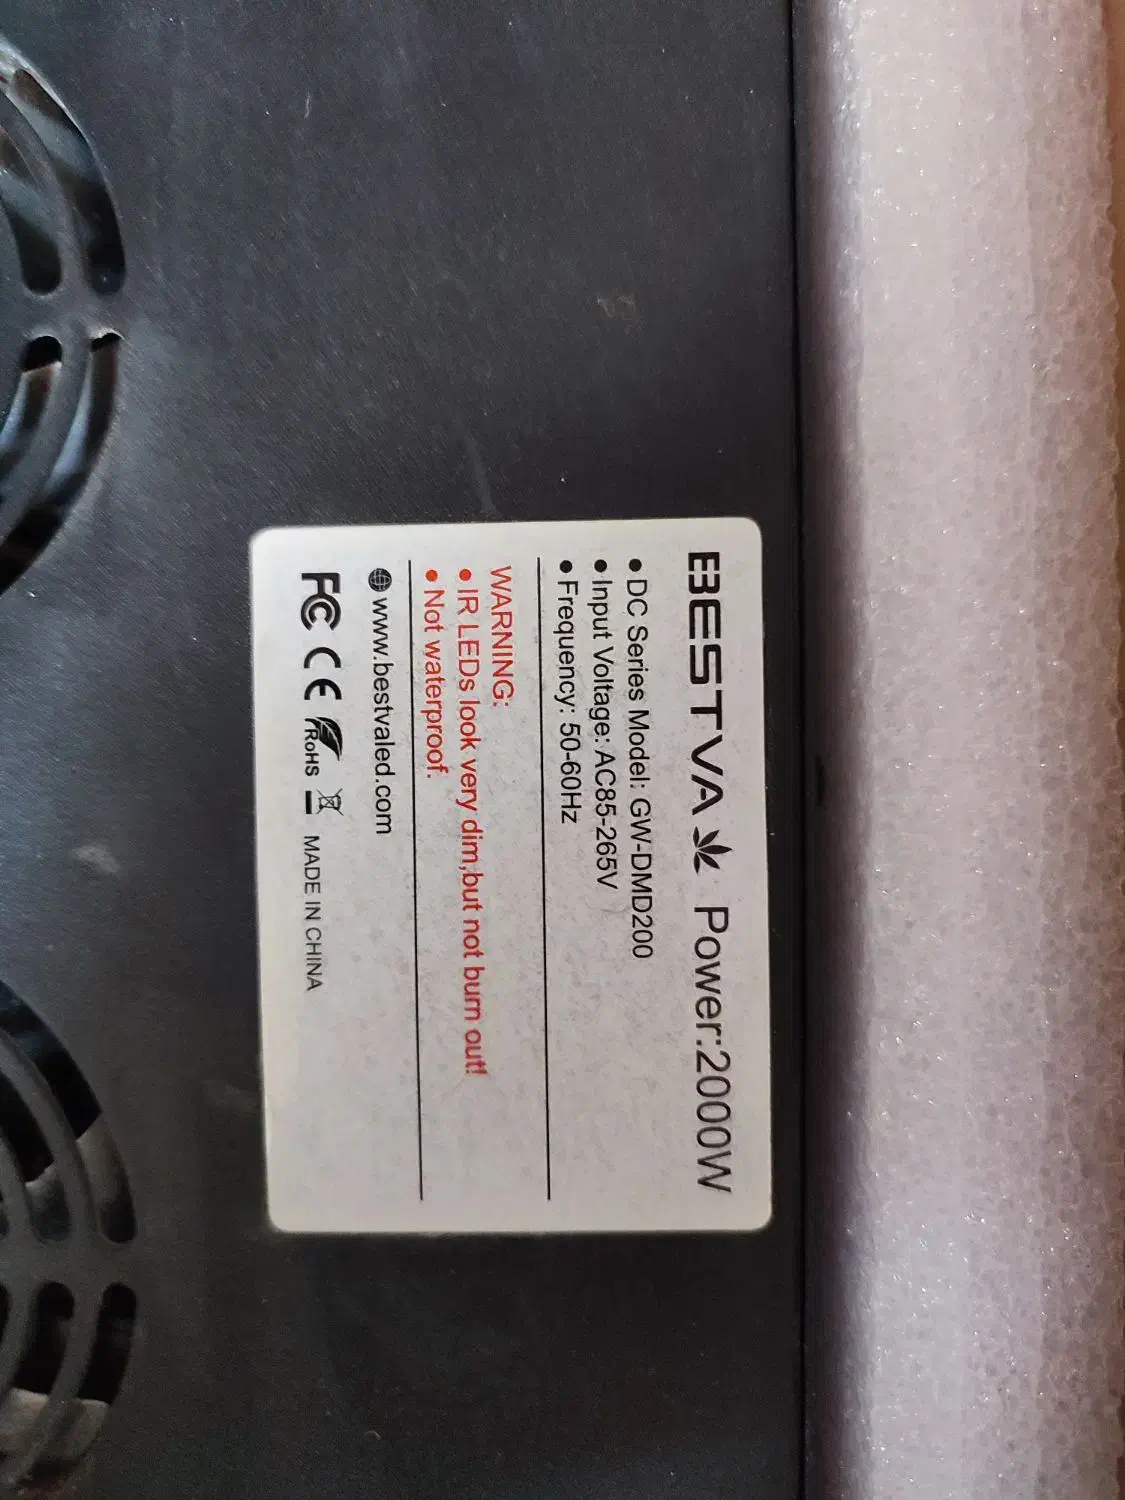 BESTVA Power:2000W
• DC Series Model: GW-DMD200
• Input Voltage: AC85-265V
• Frequency: 50-60Hz
WARNING:
• IR LEDs look very dim,but not burn out!
• Not waterproof.
www.bestvaled.com
FC CE RoHS MADE IN CHINA